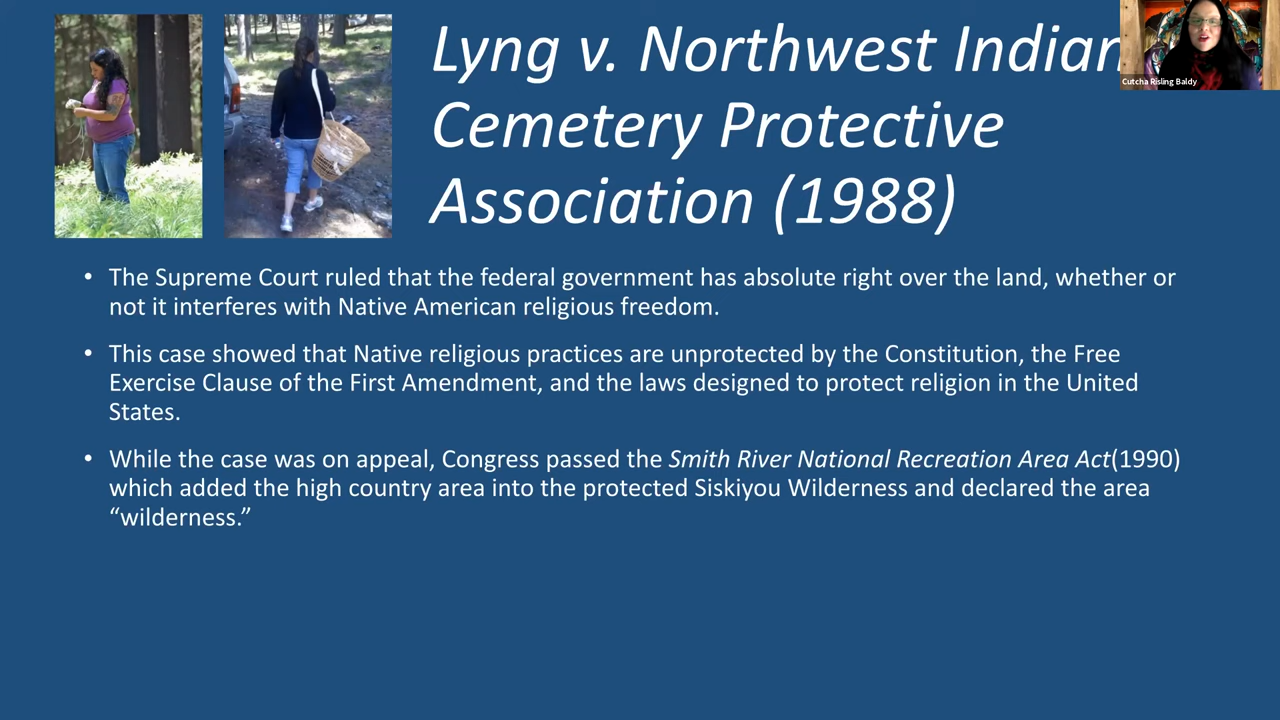 Lyng v. Northwest Indian
Cemetery Protective
Association (1988)
Cutcha Risling Baldy
• The Supreme Court ruled that the federal government has absolute right over the land, whether or
not it interferes with Native American religious freedom.
• This case showed that Native religious practices are unprotected by the Constitution, the Free
Exercise Clause of the First Amendment, and the laws designed to protect religion in the United
States.
• While the case was on appeal, Congress passed the Smith River National Recreation Area Act(1990)
which added the high country area into the protected Siskiyou Wilderness and declared the area
“wilderness.”